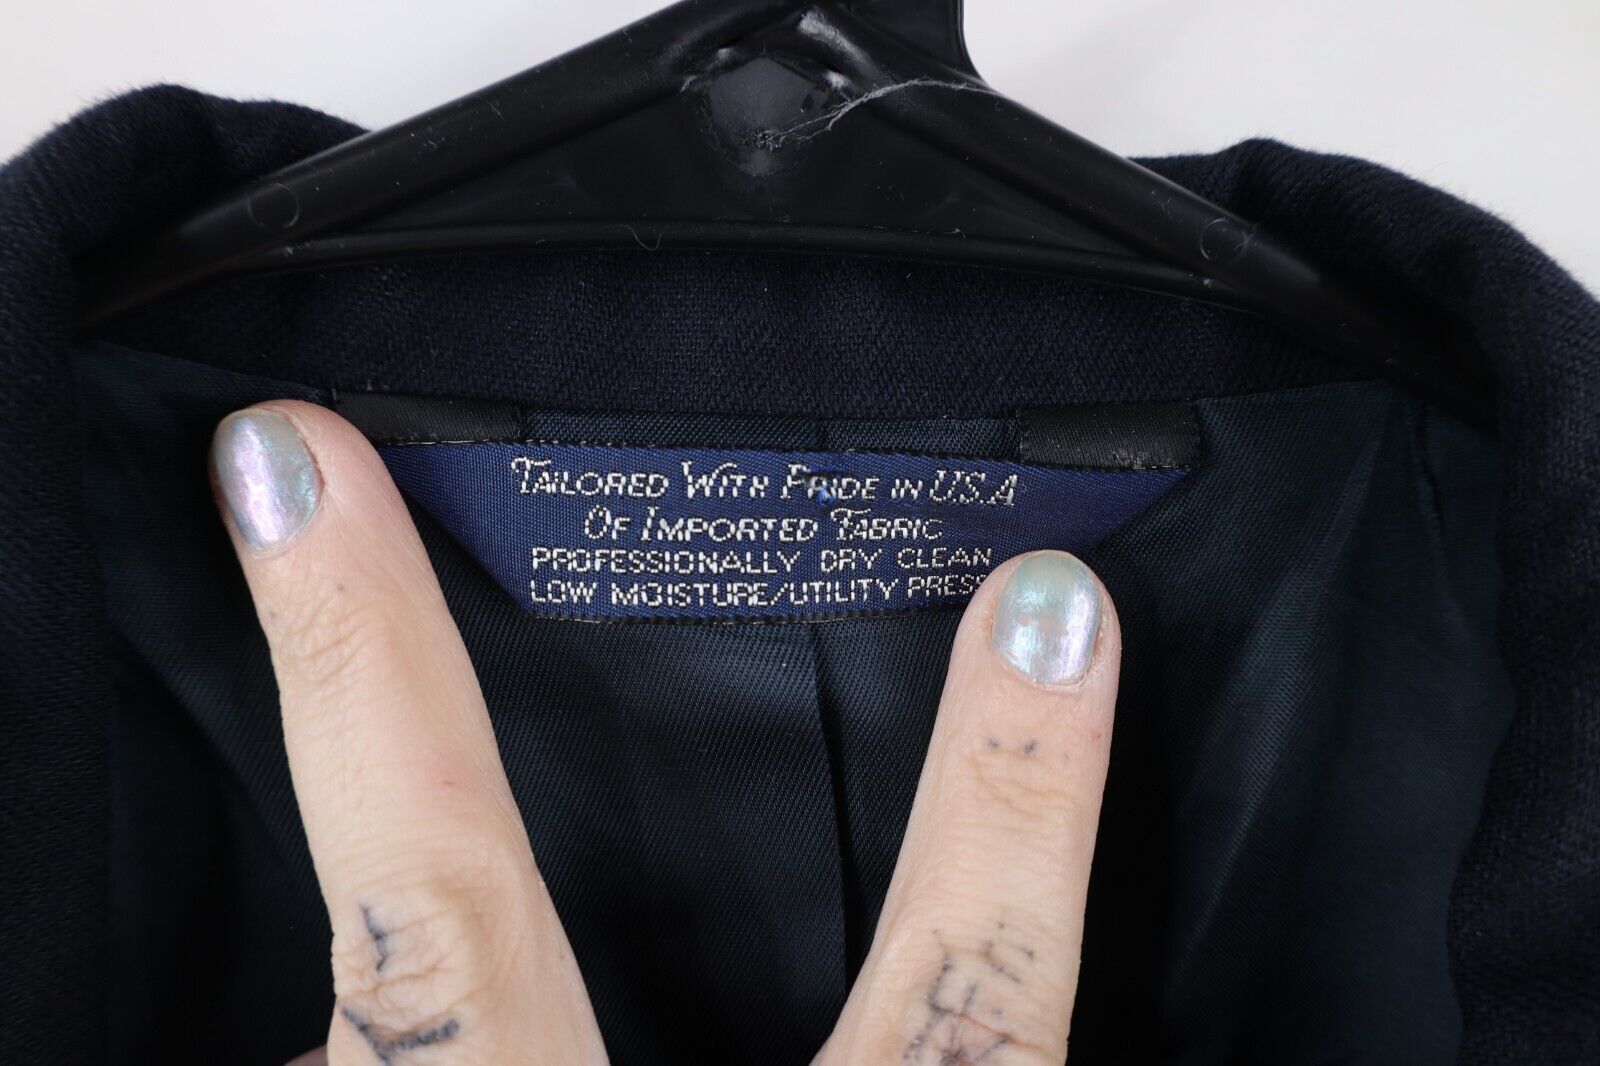 Tailored With Pride in U.S.A
Of Imported Fabric
PROFESSIONALLY DRY CLEAN
LOW MOISTURE/UTILITY PRESS